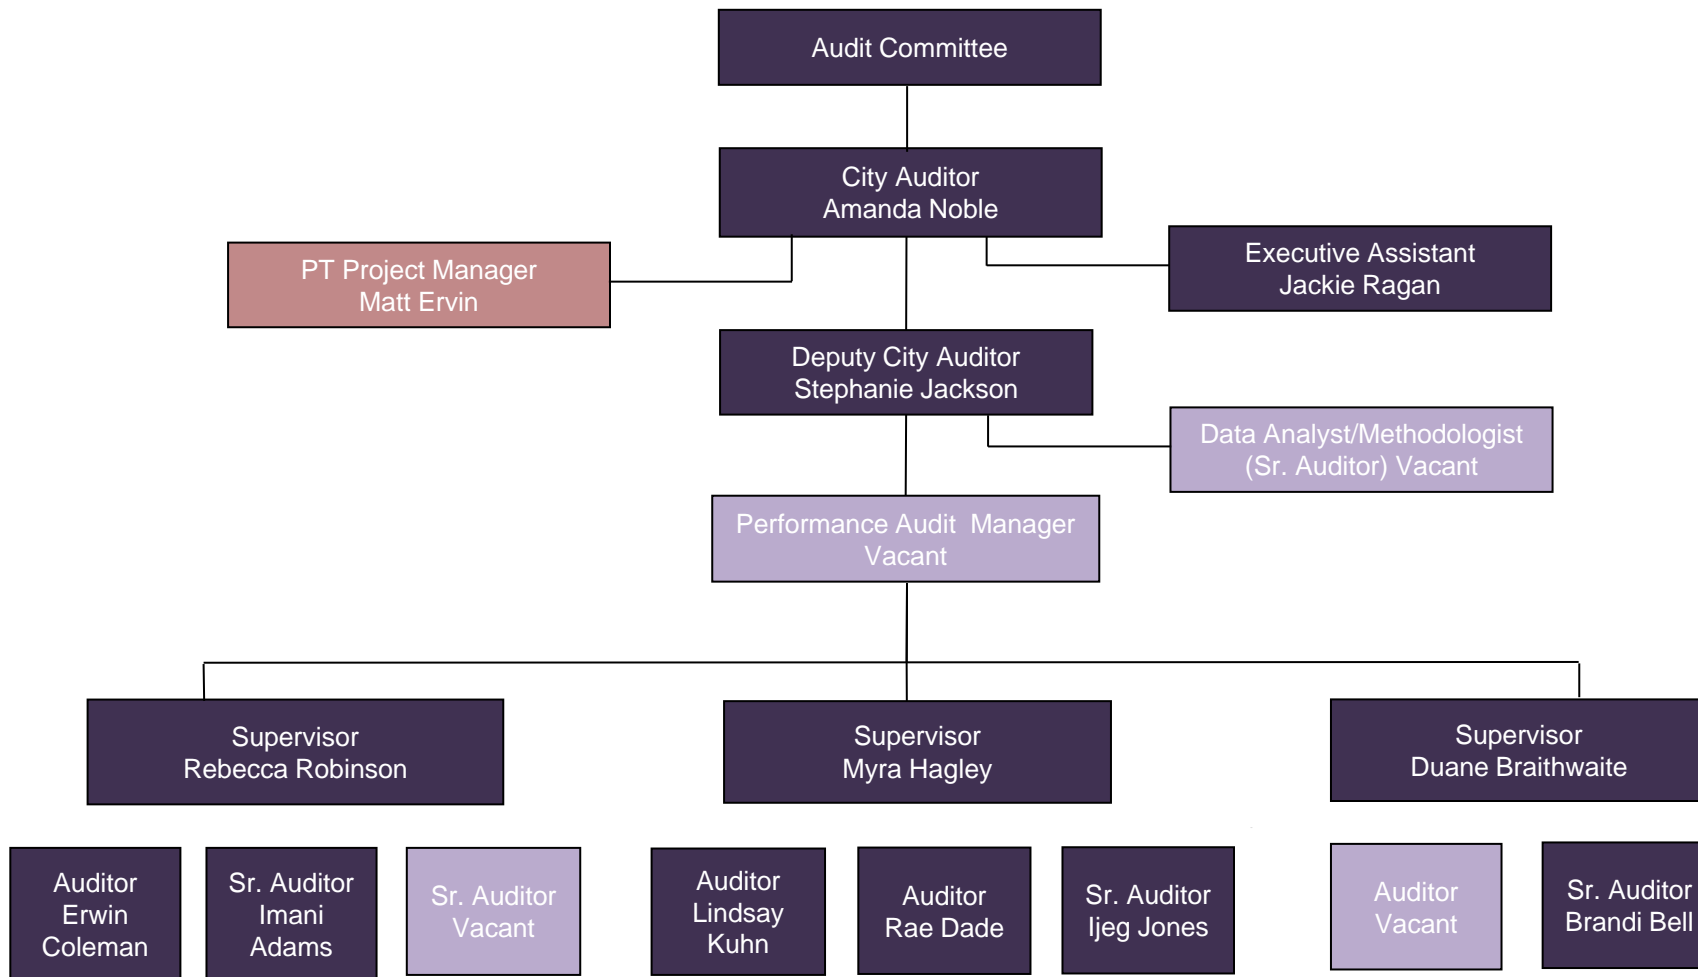 Audit Committee
City Auditor
Amanda Noble
PT Project Manager
Matt Ervin
Executive Assistant
Jackie Ragan
Deputy City Auditor
Stephanie Jackson
Data Analyst/Methodologist
(Sr. Auditor) Vacant
Performance Audit  Manager
Vacant
Supervisor
Rebecca Robinson
Supervisor
Myra Hagley
Supervisor
Duane Braithwaite
Auditor
Erwin
Coleman
Sr. Auditor
Imani
Adams
Sr. Auditor
Vacant
Auditor
Lindsay
Kuhn
Auditor
Rae Dade
Sr. Auditor
Ijeg Jones
Auditor
Vacant
Sr. Auditor
Brandi Bell